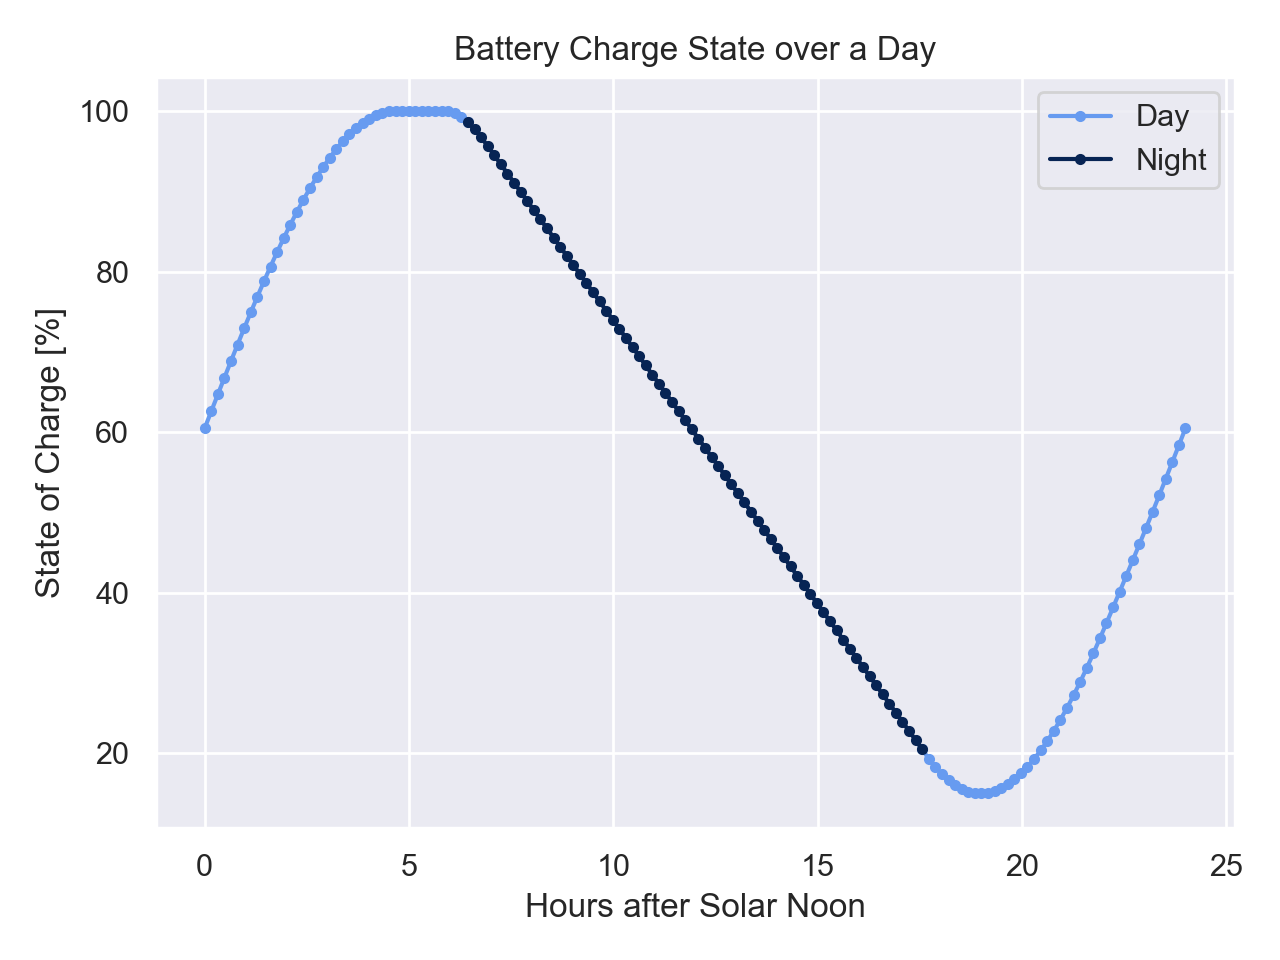 Battery Charge State over a Day
Day
Night
State of Charge [%]
100
80
60
40
20
0 5 10 15 20 25
Hours after Solar Noon